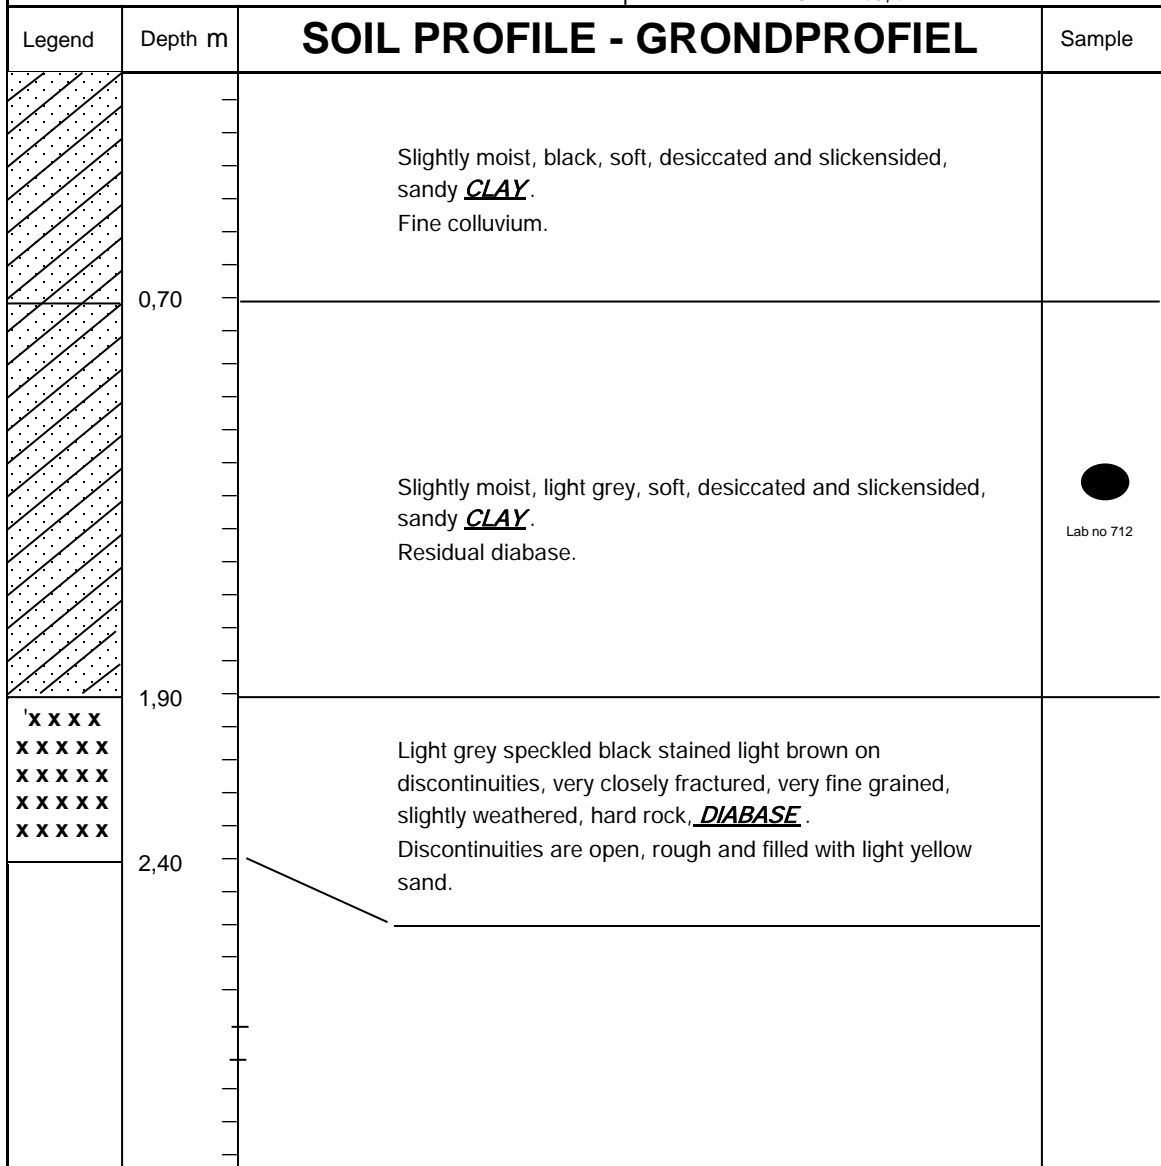 Legend Depth m SOIL PROFILE - GRONDPROFIEL Sample
Slightly moist, black, soft, desiccated and slickensided,
sandy CLAY.
Fine colluvium.
0,70
Slightly moist, light grey, soft, desiccated and slickensided,
sandy CLAY.
Residual diabase.
Lab no 712
1,90
'x x x x
x x x x x
x x x x x
x x x x x
x x x x x
Light grey speckled black stained light brown on
discontinuities, very closely fractured, very fine grained,
slightly weathered, hard rock, DIABASE.
Discontinuities are open, rough and filled with light yellow
sand.
2,40